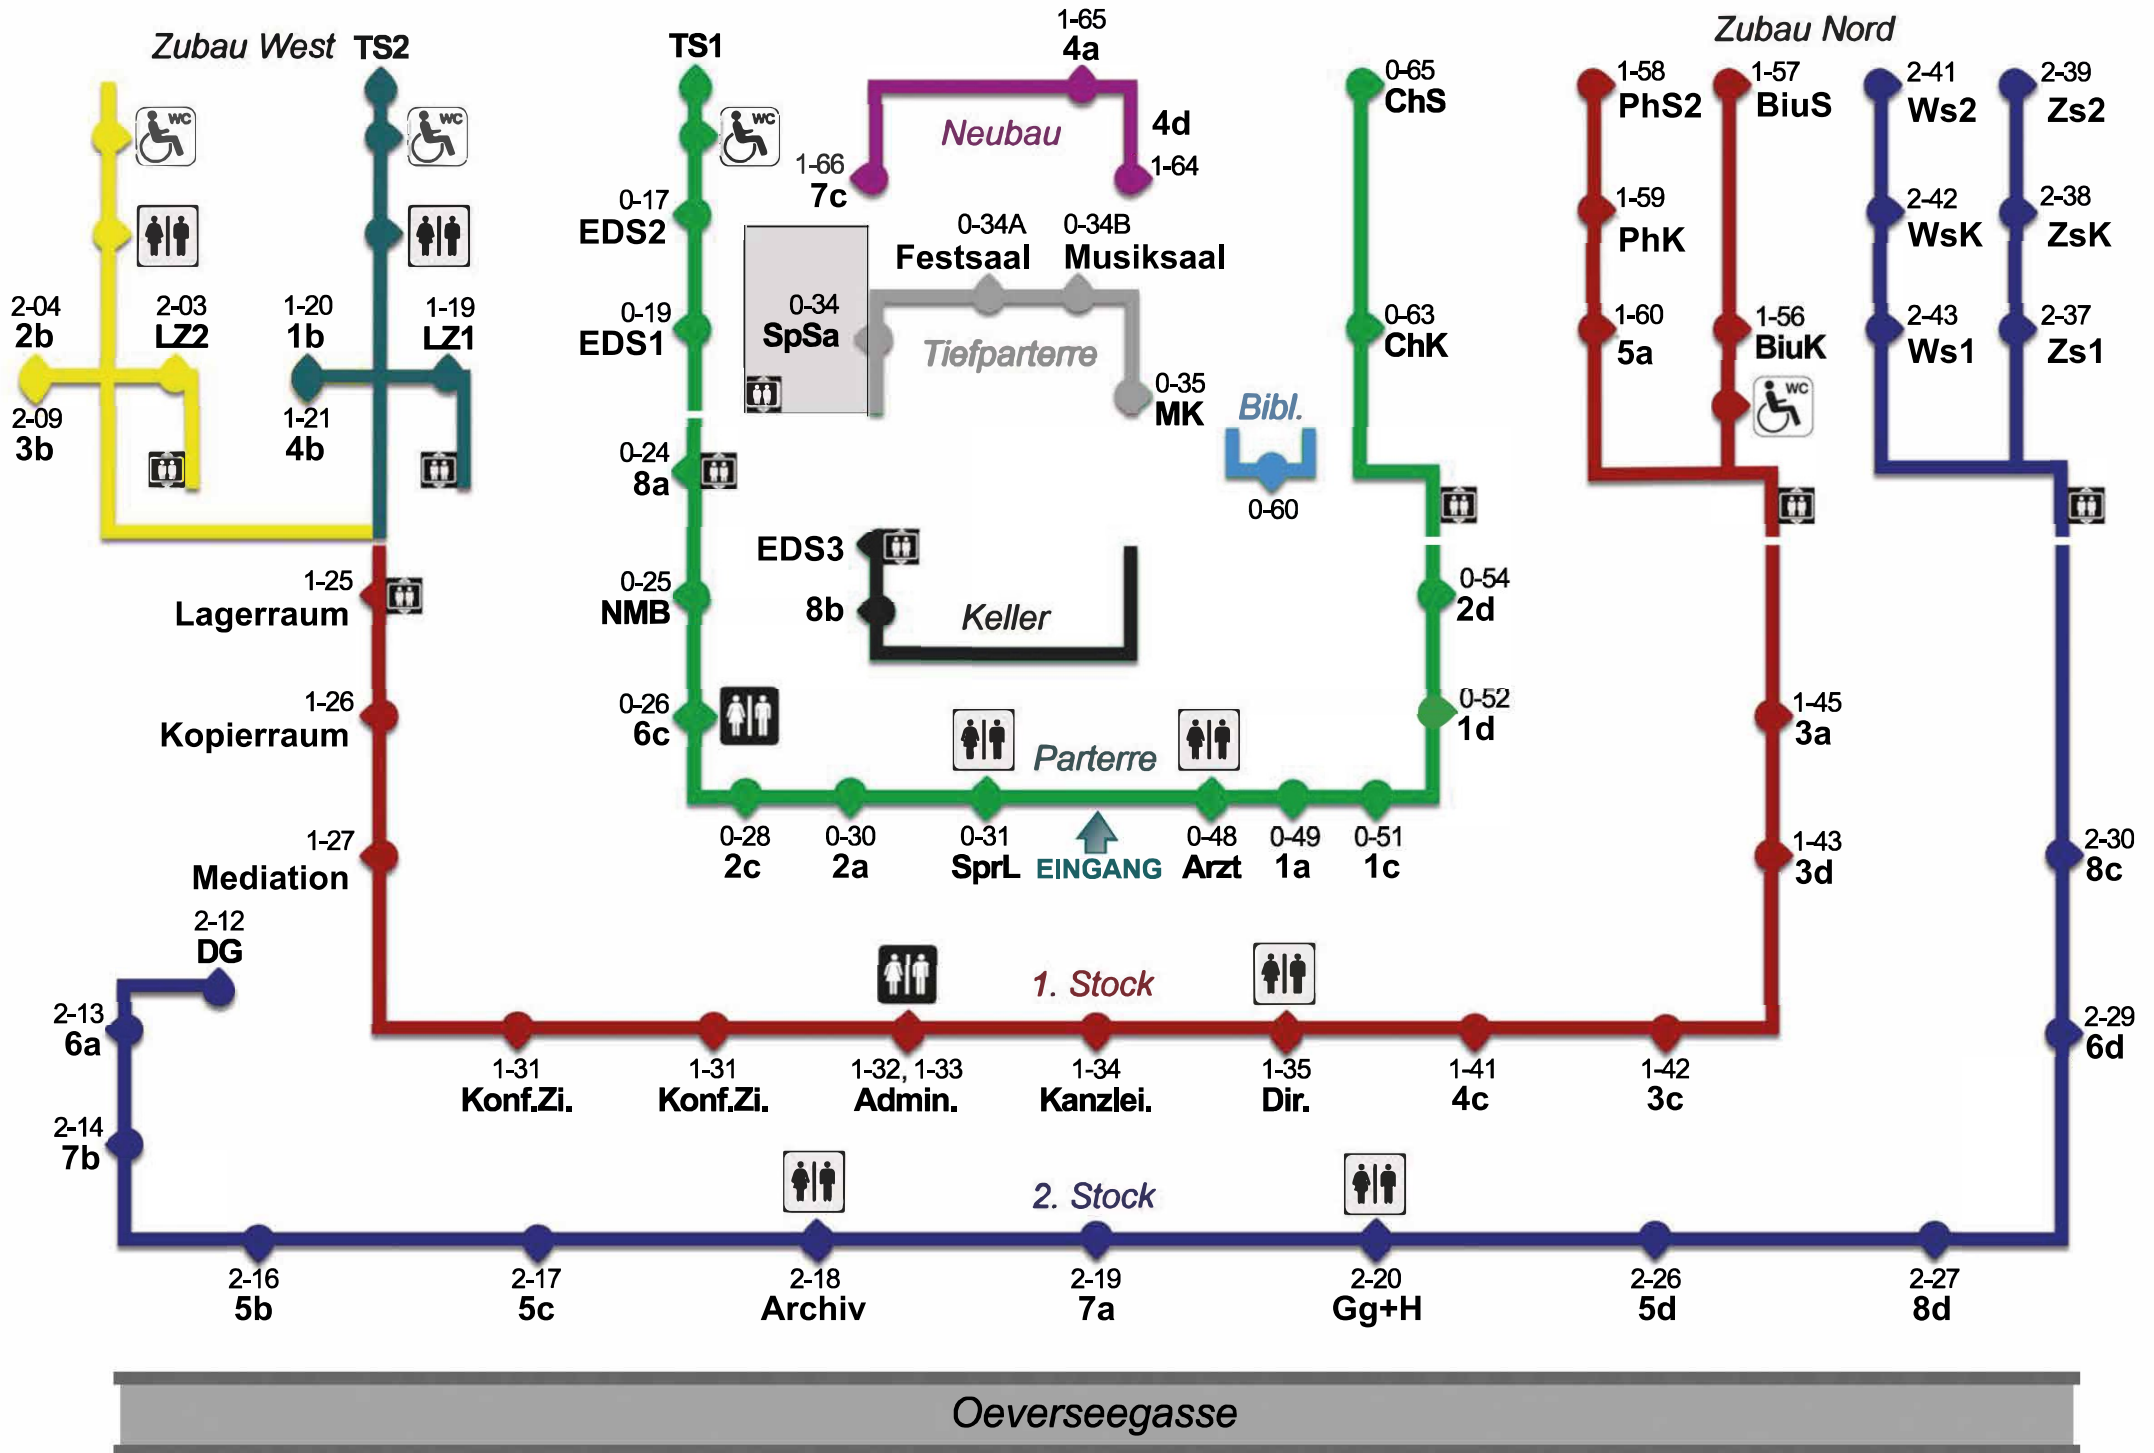 Zubau West
TS2
WC
WC
2-04
2b
2-03
LZ2
2-09
3b
1-20
1b
1-19
LZ1
1-21
4b
TS1
WC
0-17
EDS2
0-19
EDS1
0-24
8a
0-25
NMB
0-26
6c
1-65
4a
Neubau
4d
1-64
1-66
7c
0-34A
Festsaal
0-34B
Musiksaal
0-34
SpSa
Tiefparterre
0-35
MK
Bibl.
0-60
EDS3
8b
Keller
0-65
ChS
0-63
ChK
0-54
2d
0-52
1d
Parterre
0-28
2c
0-30
2a
0-31
SprL
EINGANG
0-48
Arzt
0-49
1a
0-51
1c
Zubau Nord
1-58
PhS2
1-57
BiuS
2-41
Ws2
2-39
Zs2
1-59
PhK
2-42
WsK
2-38
ZsK
1-60
5a
1-56
BiuK
WC
2-43
Ws1
2-37
Zs1
1-25
Lagerraum
1-26
Kopierraum
1-27
Mediation
1-45
3a
1-43
3d
1. Stock
1-31
Konf.Zi.
1-31
Konf.Zi.
1-32, 1-33
Admin.
1-34
Kanzlei.
1-35
Dir.
1-41
4c
1-42
3c
2-12
DG
2-13
6a
2-14
7b
2-30
8c
2-29
6d
2. Stock
2-16
5b
2-17
5c
2-18
Archiv
2-19
7a
2-20
Gg+H
2-26
5d
2-27
8d
Oeverseegasse